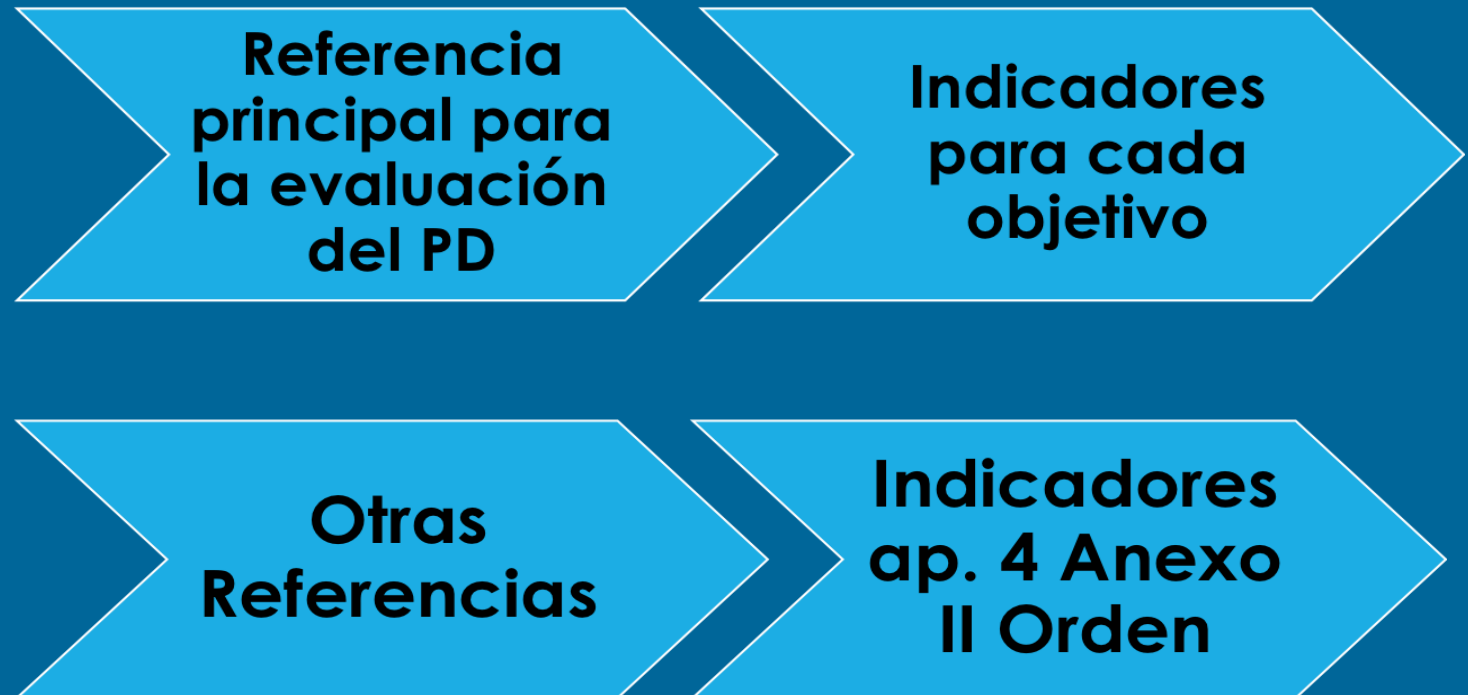 Referencia
principal para
la evaluación
del PD
Indicadores
para cada
objetivo
Otras
Referencias
Indicadores
ap. 4 Anexo
II Orden